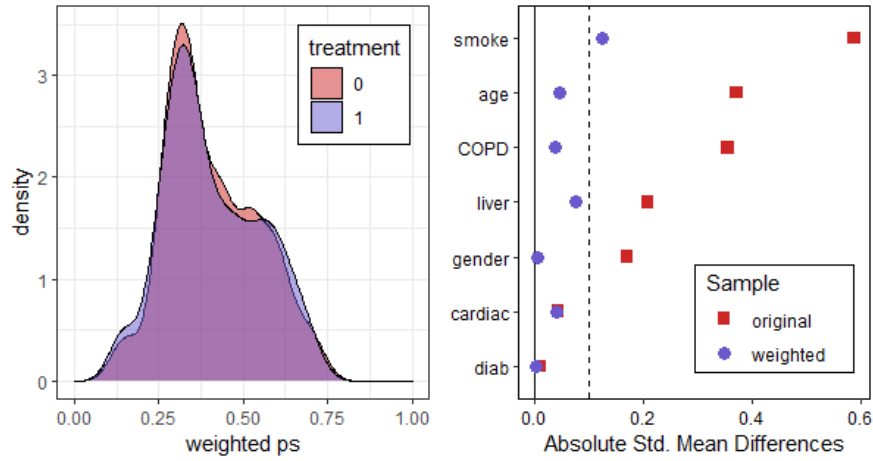 treatment
0
1
density
3
2
1
0
0.00
0.25
0.50
0.75
1.00
weighted ps
smoke
age
COPD
liver
gender
cardiac
diab
Sample
original
weighted
0.0
0.2
0.4
0.6
Absolute Std. Mean Differences